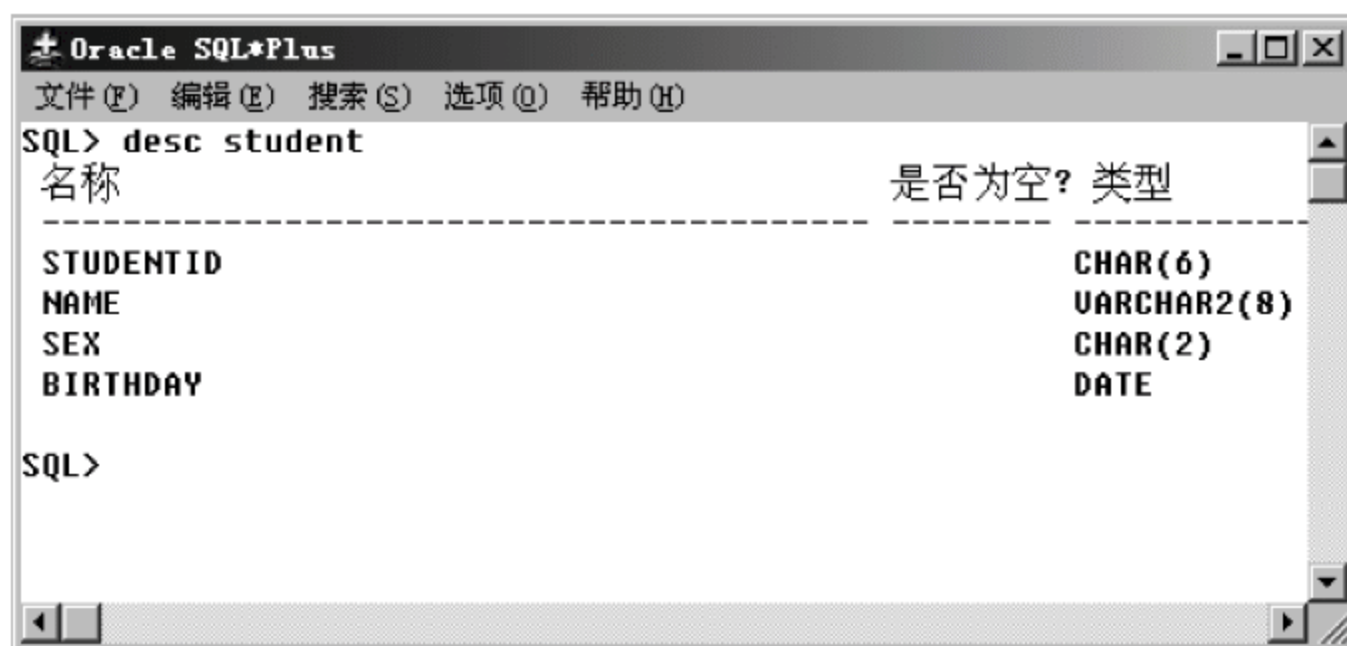 Oracle SQL*Plus
文件(F) 编辑(E) 搜索(S) 选项(O) 帮助(H)
SQL> desc student
名称 是否为空? 类型
----------------------------------------- -------- ------------
STUDENTID CHAR(6)
NAME VARCHAR2(8)
SEX CHAR(2)
BIRTHDAY DATE
SQL>